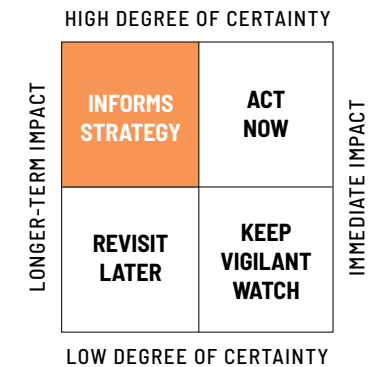 HIGH DEGREE OF CERTAINTY
LONGER-TERM IMPACT
INFORMS
STRATEGY
ACT
NOW
IMMEDIATE IMPACT
REVISIT
LATER
KEEP
VIGILANT
WATCH
LOW DEGREE OF CERTAINTY